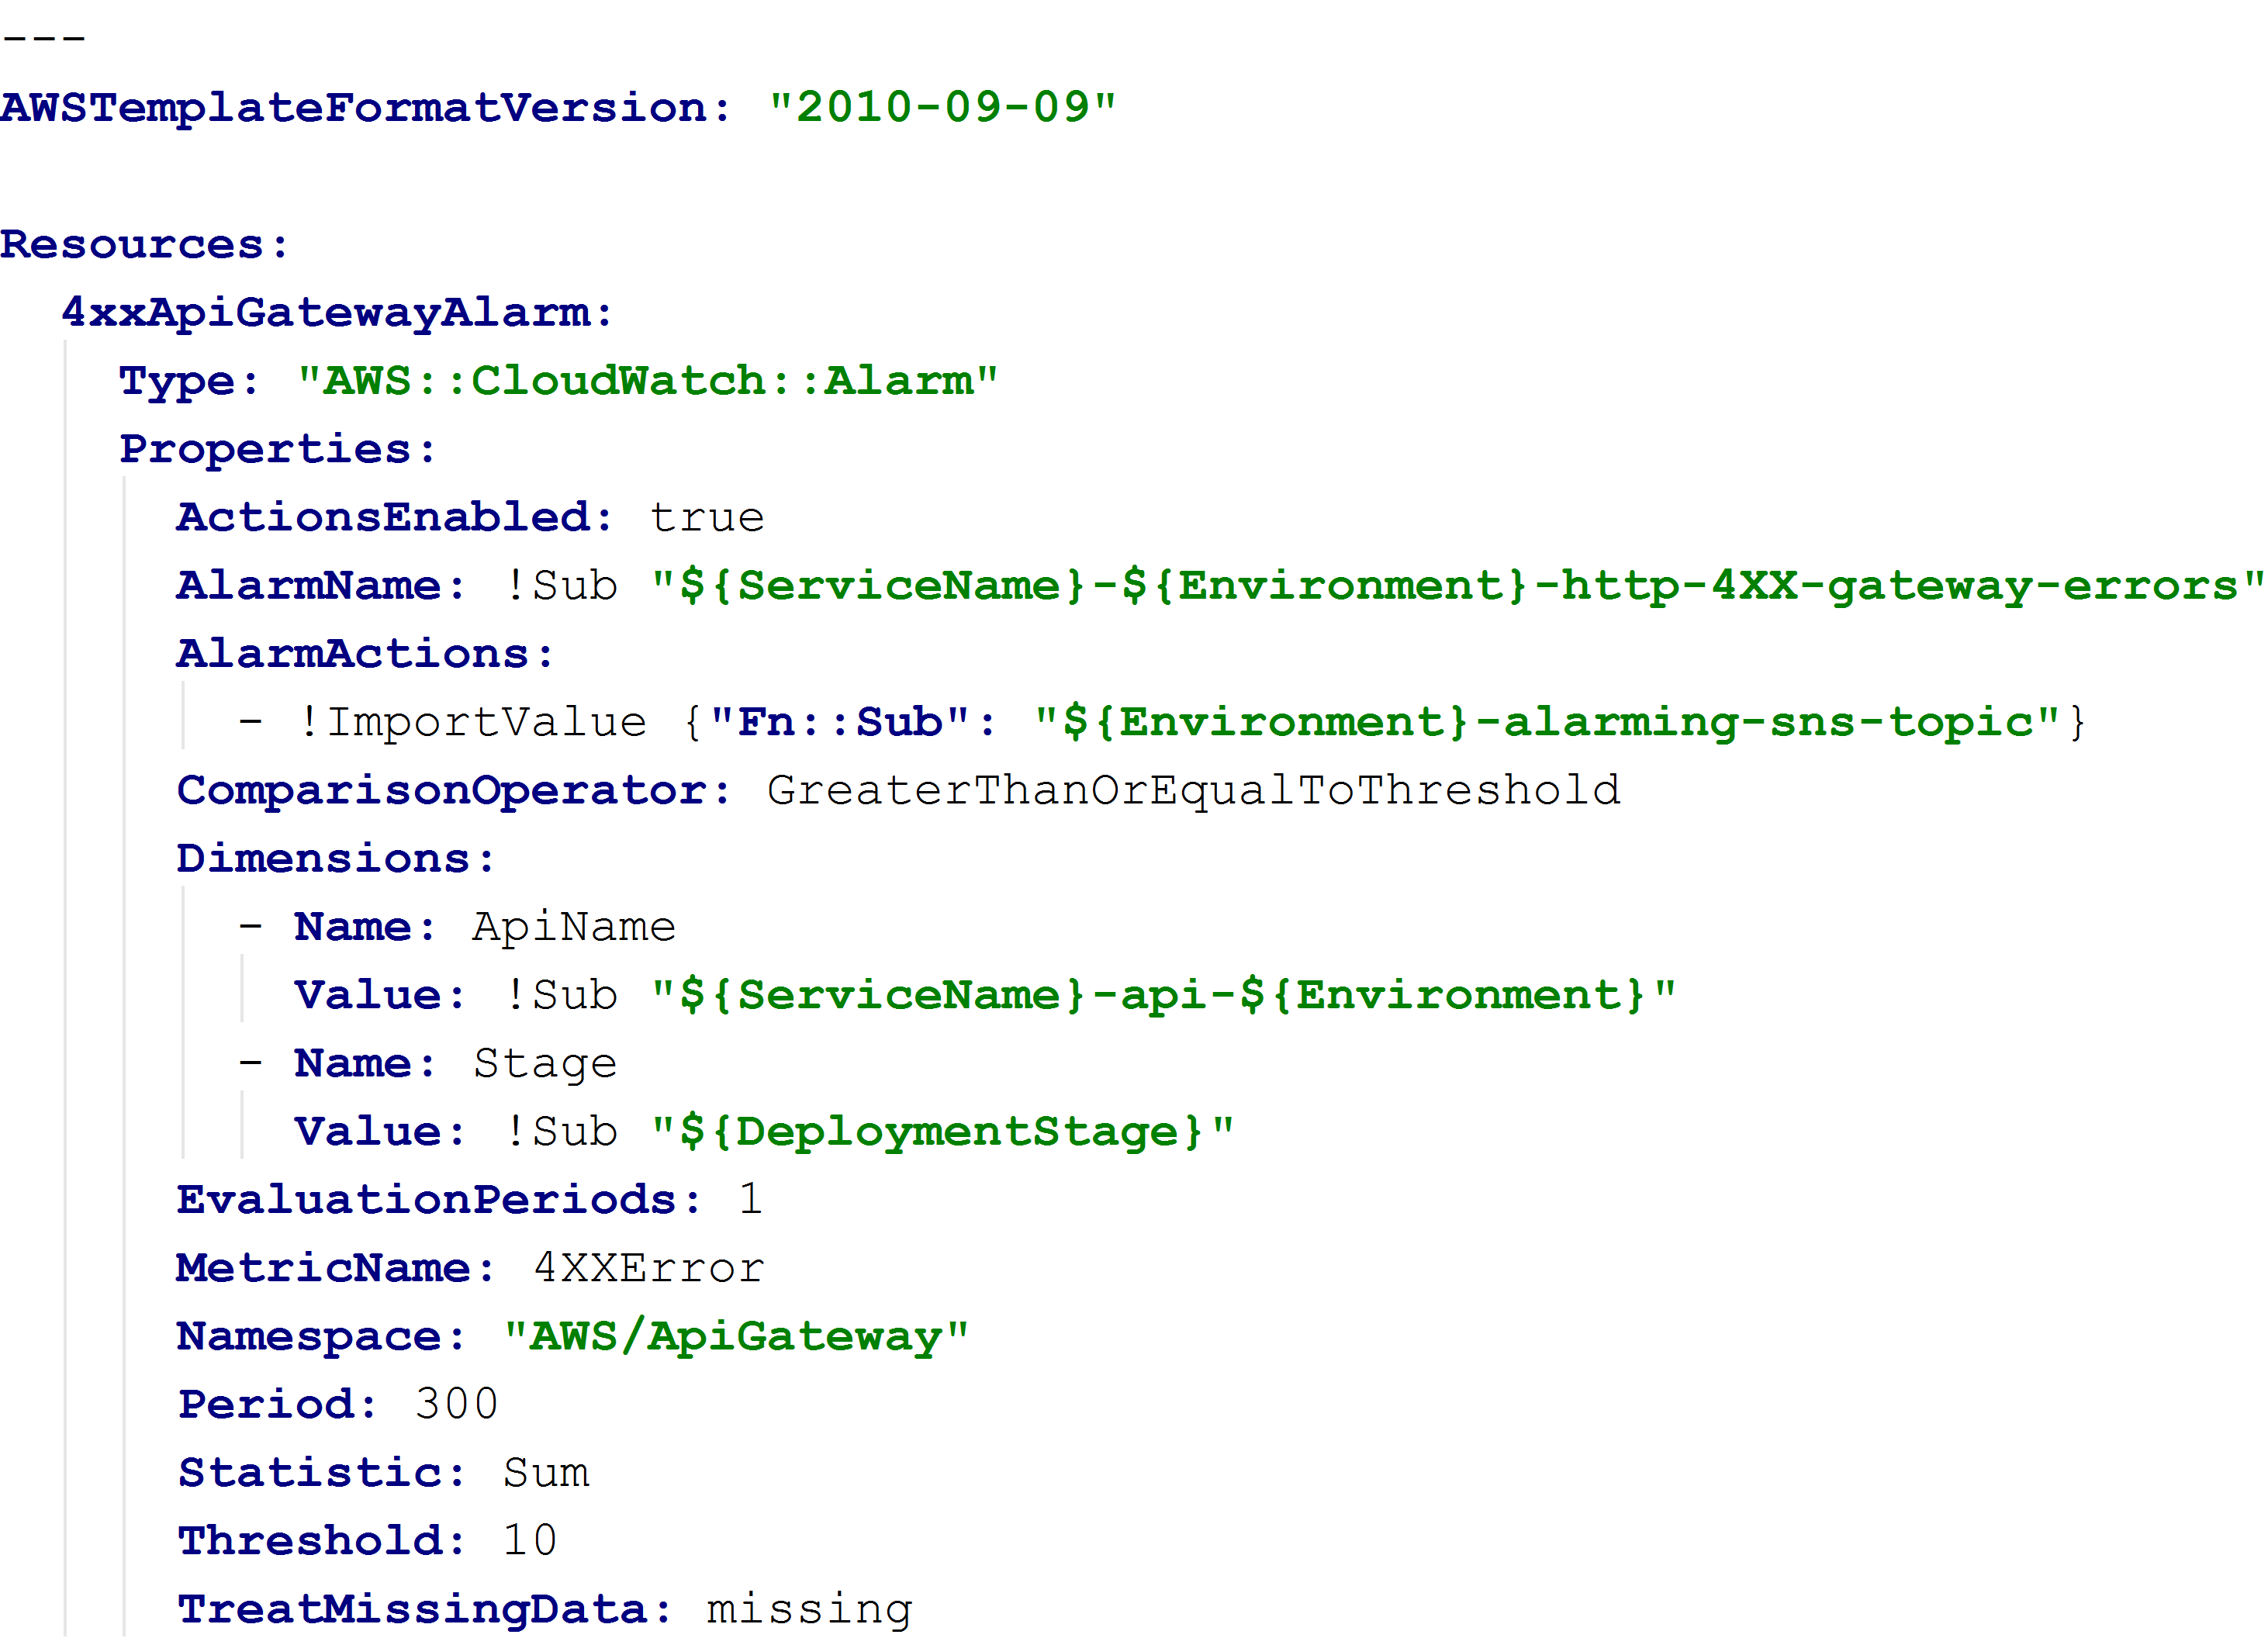 ---
AWSTemplateFormatVersion: "2010-09-09"

Resources:
  4xxApiGatewayAlarm:
    Type: "AWS::CloudWatch::Alarm"
    Properties:
      ActionsEnabled: true
      AlarmName: !Sub "${ServiceName}-${Environment}-http-4XX-gateway-errors"
      AlarmActions:
        - !ImportValue {"Fn::Sub": "${Environment}-alarming-sns-topic"}
      ComparisonOperator: GreaterThanOrEqualToThreshold
      Dimensions:
        - Name: ApiName
          Value: !Sub "${ServiceName}-api-${Environment}"
        - Name: Stage
          Value: !Sub "${DeploymentStage}"
      EvaluationPeriods: 1
      MetricName: 4XXError
      Namespace: "AWS/ApiGateway"
      Period: 300
      Statistic: Sum
      Threshold: 10
      TreatMissingData: missing